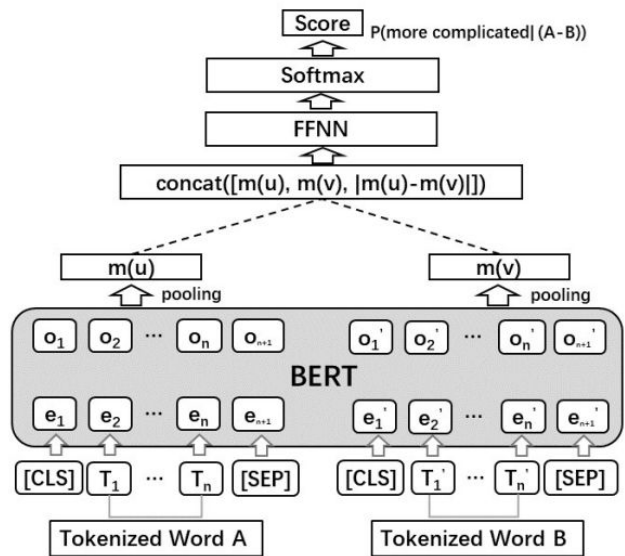 Score P(more complicated| (A-B))
Softmax
FFNN
concat([m(u), m(v), |m(u)-m(v)|])
m(u) m(v)
pooling pooling
o₁ o₂ ··· oₙ oₙ₊₁ o₁’ o₂’ ··· oₙ’ oₙ₊₁’
BERT
e₁ e₂ ··· eₙ eₙ₊₁ e₁’ e₂’ ··· eₙ’ eₙ₊₁’
[CLS] T₁ ··· Tₙ [SEP] [CLS] T₁’ ··· Tₙ’ [SEP]
Tokenized Word A Tokenized Word B